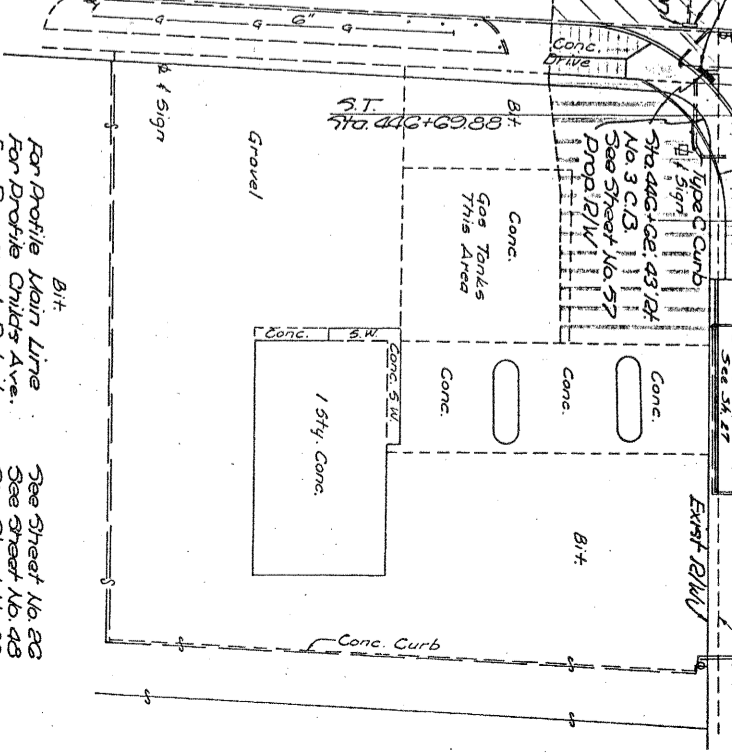 G 6" G G
Conc.
Drive
Type C Curb
¢ Sign
Sta. 446+62; 43' Rt.
No. 3 C.B.
See Sheet No. 57
Prop. R/W
S.T.
Sta. 446+69.88
Bit.
¢ Sign
Gravel
Conc.
Gas Tanks
This Area
See Sh. 27
Conc.
S.W.
Conc. S.W.
Conc.
Conc.
Conc.
1 Sty. Conc.
Exist R/W
Bit.
Conc. Curb
Bit.
For Profile Main Line See Sheet No. 26
For Profile Childs Ave. See Sheet No. 48